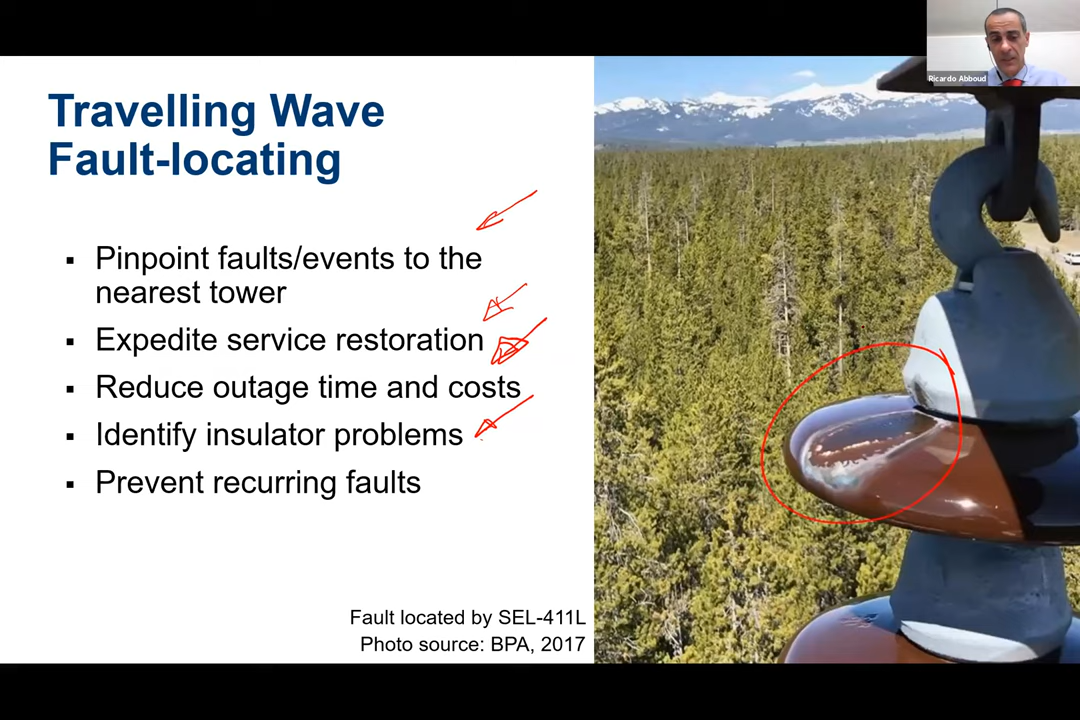 Travelling Wave
Fault-locating
▪ Pinpoint faults/events to the
nearest tower
▪ Expedite service restoration
▪ Reduce outage time and costs
▪ Identify insulator problems
▪ Prevent recurring faults
Fault located by SEL-411L
Photo source: BPA, 2017
Ricardo Abboud